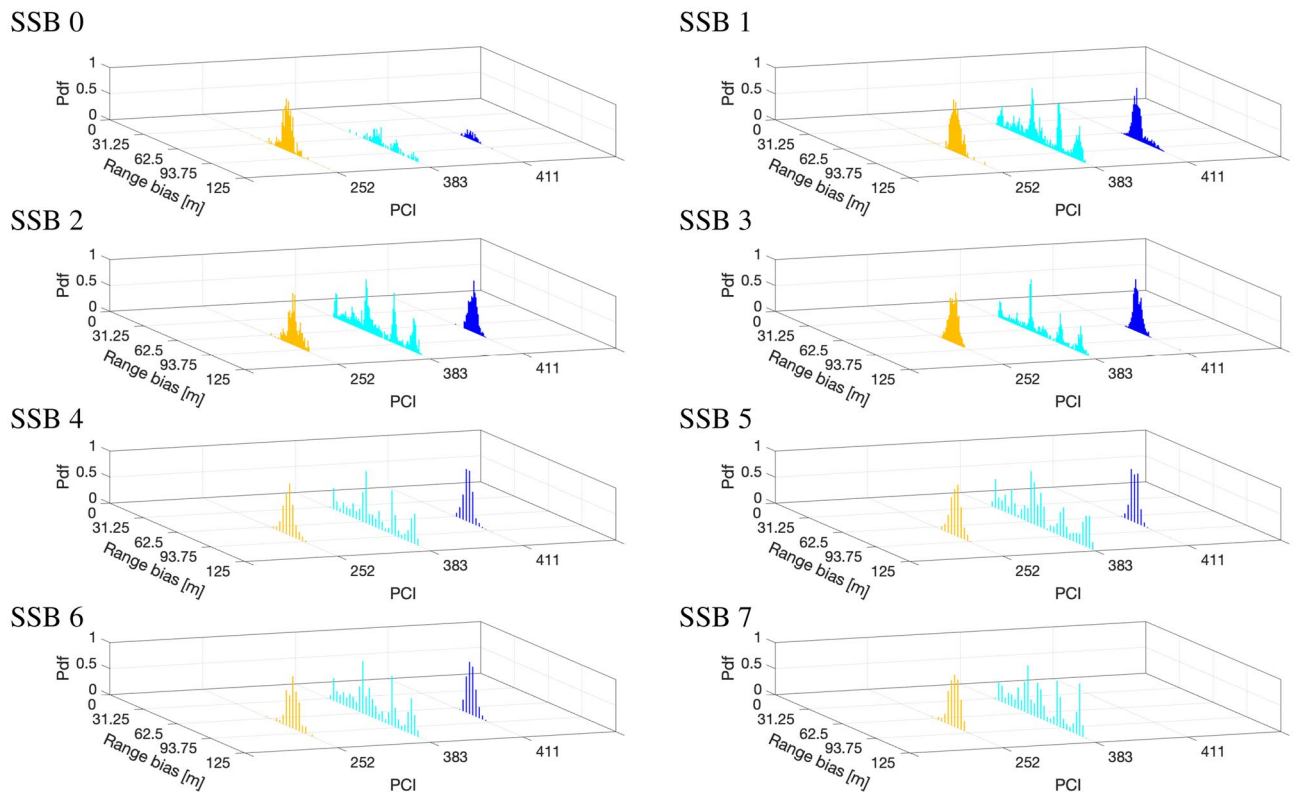 SSB 0
1
0.5
0
Pdf
0
31.25
62.5
93.75
125
Range bias [m]
252
383
411
PCI
SSB 1
1
0.5
0
Pdf
0
31.25
62.5
93.75
125
Range bias [m]
252
383
411
PCI
SSB 2
1
0.5
0
Pdf
0
31.25
62.5
93.75
125
Range bias [m]
252
383
411
PCI
SSB 3
1
0.5
0
Pdf
0
31.25
62.5
93.75
125
Range bias [m]
252
383
411
PCI
SSB 4
1
0.5
0
Pdf
0
31.25
62.5
93.75
125
Range bias [m]
252
383
411
PCI
SSB 5
1
0.5
0
Pdf
0
31.25
62.5
93.75
125
Range bias [m]
252
383
411
PCI
SSB 6
1
0.5
0
Pdf
0
31.25
62.5
93.75
125
Range bias [m]
252
383
411
PCI
SSB 7
1
0.5
0
Pdf
0
31.25
62.5
93.75
125
Range bias [m]
252
383
411
PCI